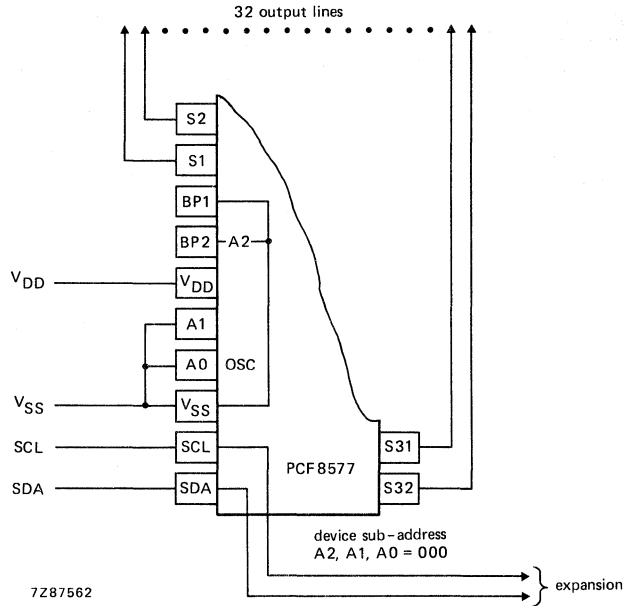 32 output lines
S2
S1
BP1
BP2 A2
VDD VDD
A1
A0 OSC
VSS VSS
SCL SCL S31
PCF8577
SDA SDA S32
device sub-address
A2, A1, A0 = 000
expansion
7Z87562